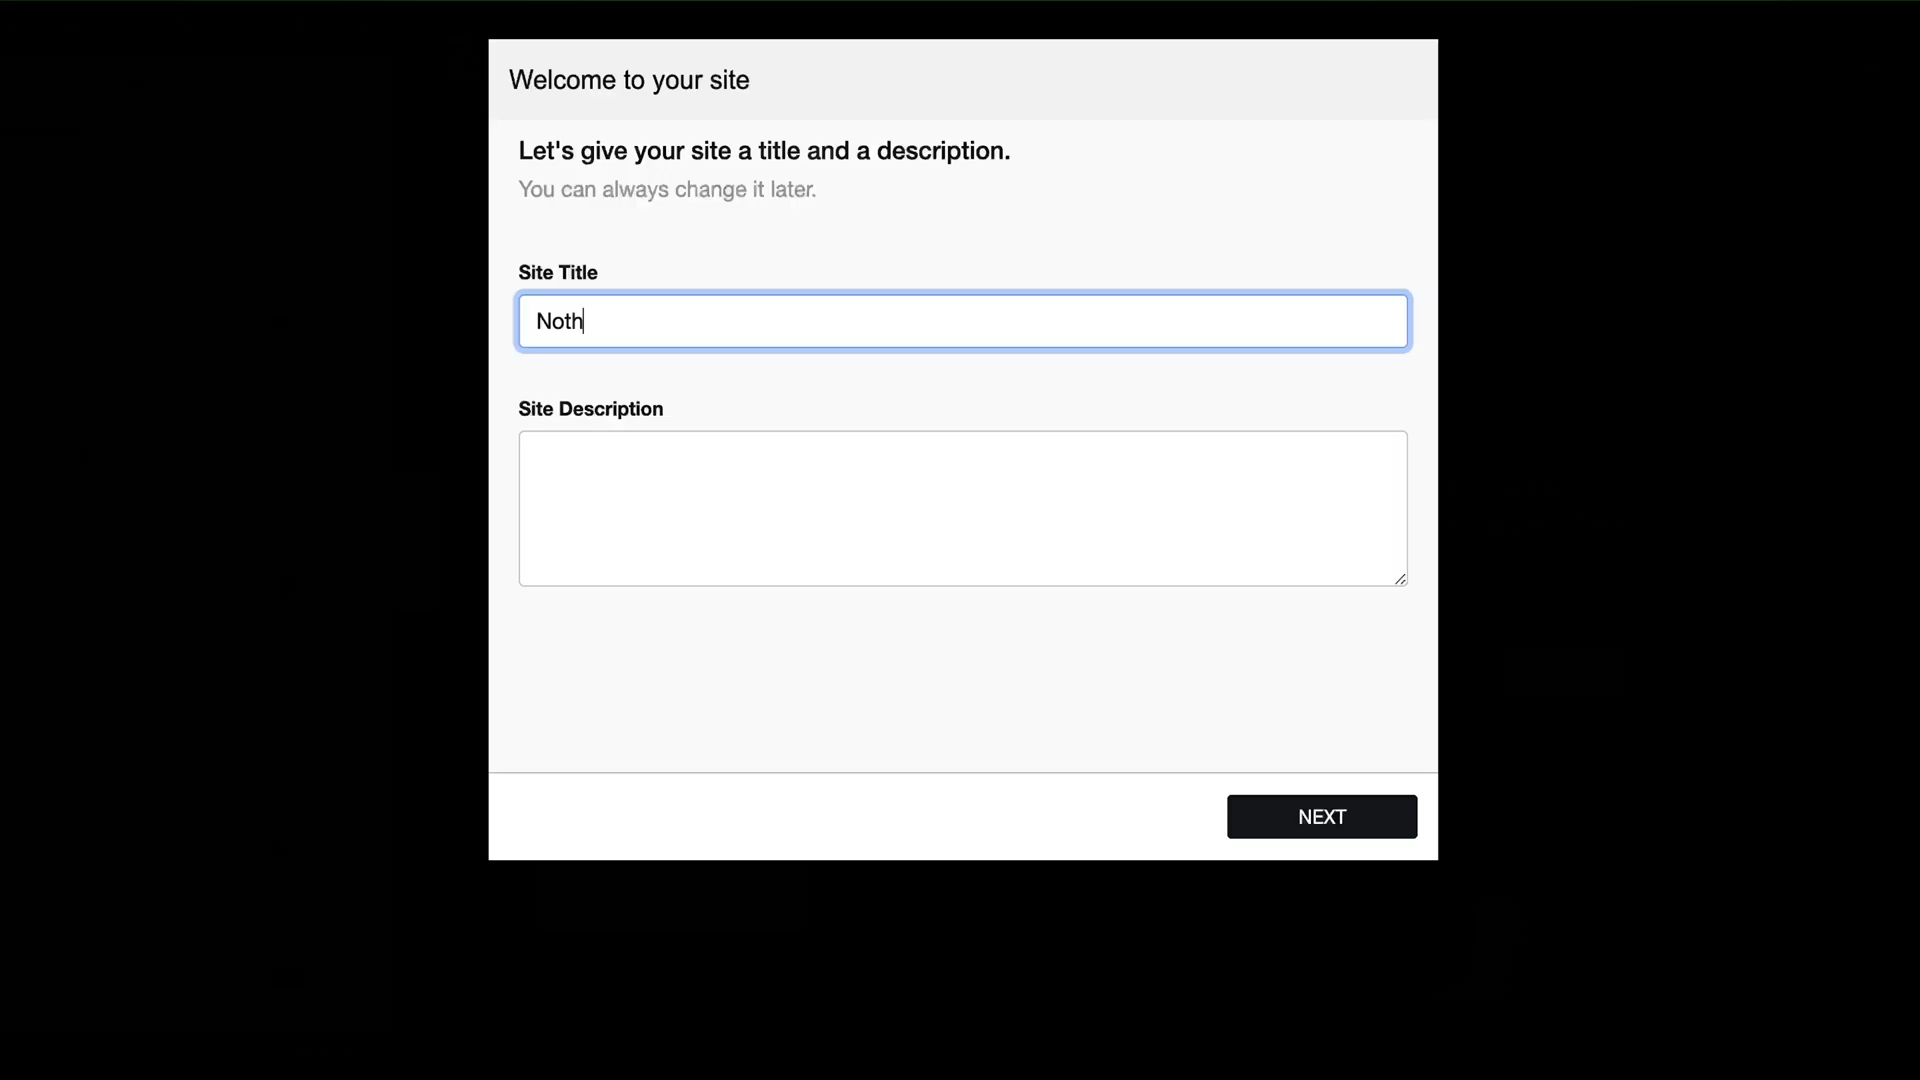 Welcome to your site
Let's give your site a title and a description.
You can always change it later.
Site Title
Noth
Site Description
NEXT